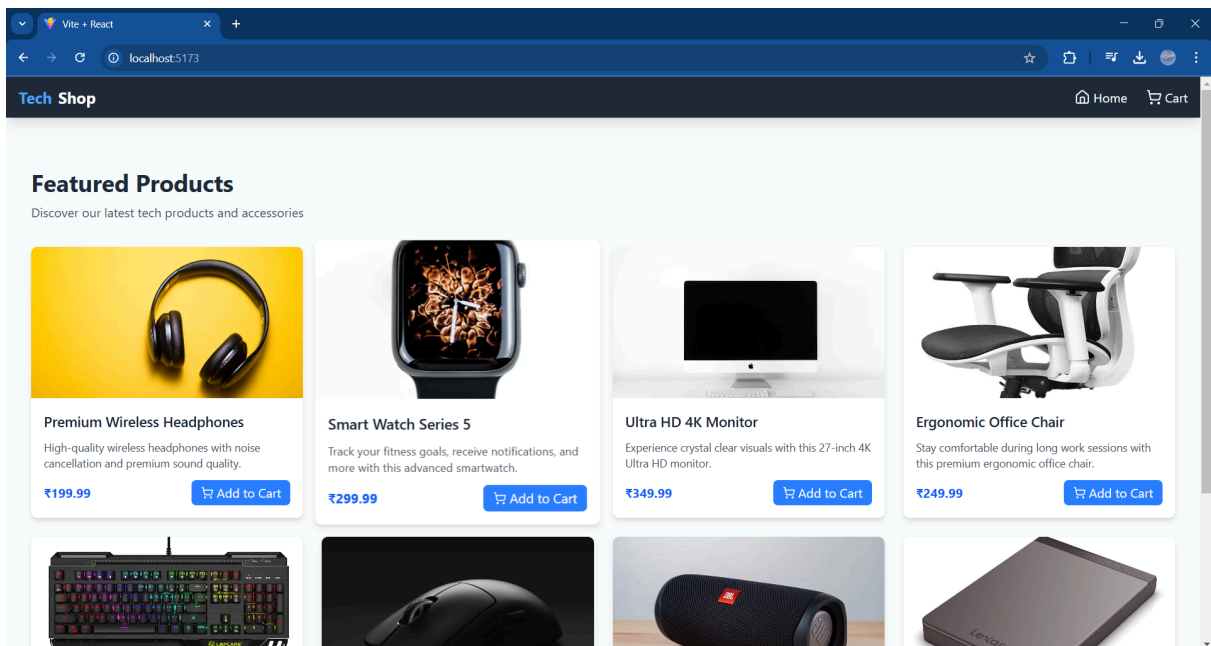 Vite + React
localhost:5173
Tech Shop
Home
Cart
Featured Products
Discover our latest tech products and accessories
Premium Wireless Headphones
High-quality wireless headphones with noise
cancellation and premium sound quality.
₹199.99
Add to Cart
Smart Watch Series 5
Track your fitness goals, receive notifications, and
more with this advanced smartwatch.
₹299.99
Add to Cart
Ultra HD 4K Monitor
Experience crystal clear visuals with this 27-inch 4K
Ultra HD monitor.
₹349.99
Add to Cart
Ergonomic Office Chair
Stay comfortable during long work sessions with
this premium ergonomic office chair.
₹249.99
Add to Cart
LAPCARE
JBL
Lexar